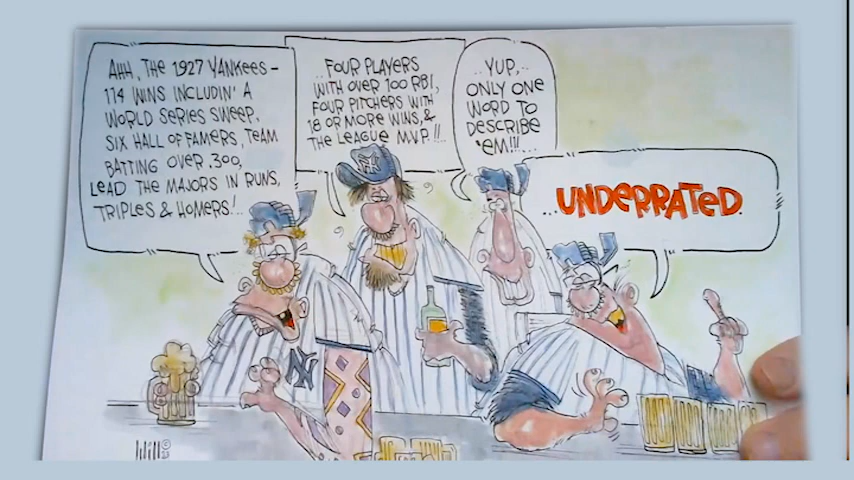 AHH, THE 1927 YANKEES -
114 WINS INCLUDIN' A
WORLD SERIES SWEEP,
SIX HALL OF FAMERS, TEAM
BATTING OVER .300,
LEAD THE MAJORS IN RUNS,
TRIPLES & HOMERS!..
..FOUR PLAYERS
WITH OVER 100 RBI,
FOUR PITCHERS WITH
18 OR MORE WINS, &
THE LEAGUE M.V.P.!!..
..YUP,..
ONLY ONE
WORD TO
DESCRIBE
'EM!!!...
...UNDERRATED.
NY
NY
Will ©